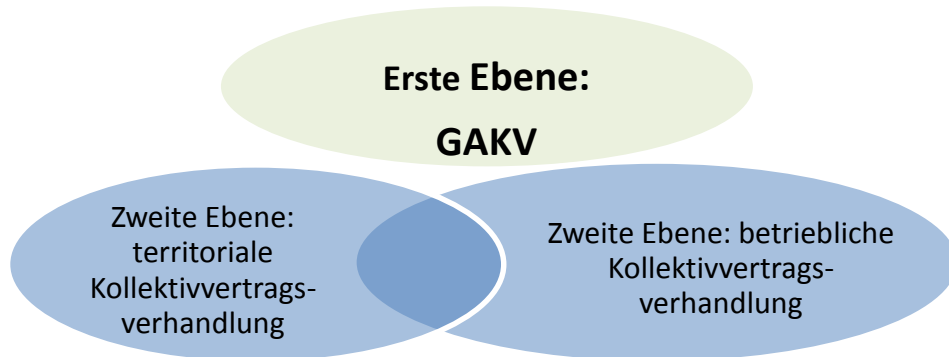 Erste Ebene:
GAKV
Zweite Ebene:
territoriale
Kollektivvertrags-
verhandlung
Zweite Ebene: betriebliche
Kollektivvertrags-
verhandlung